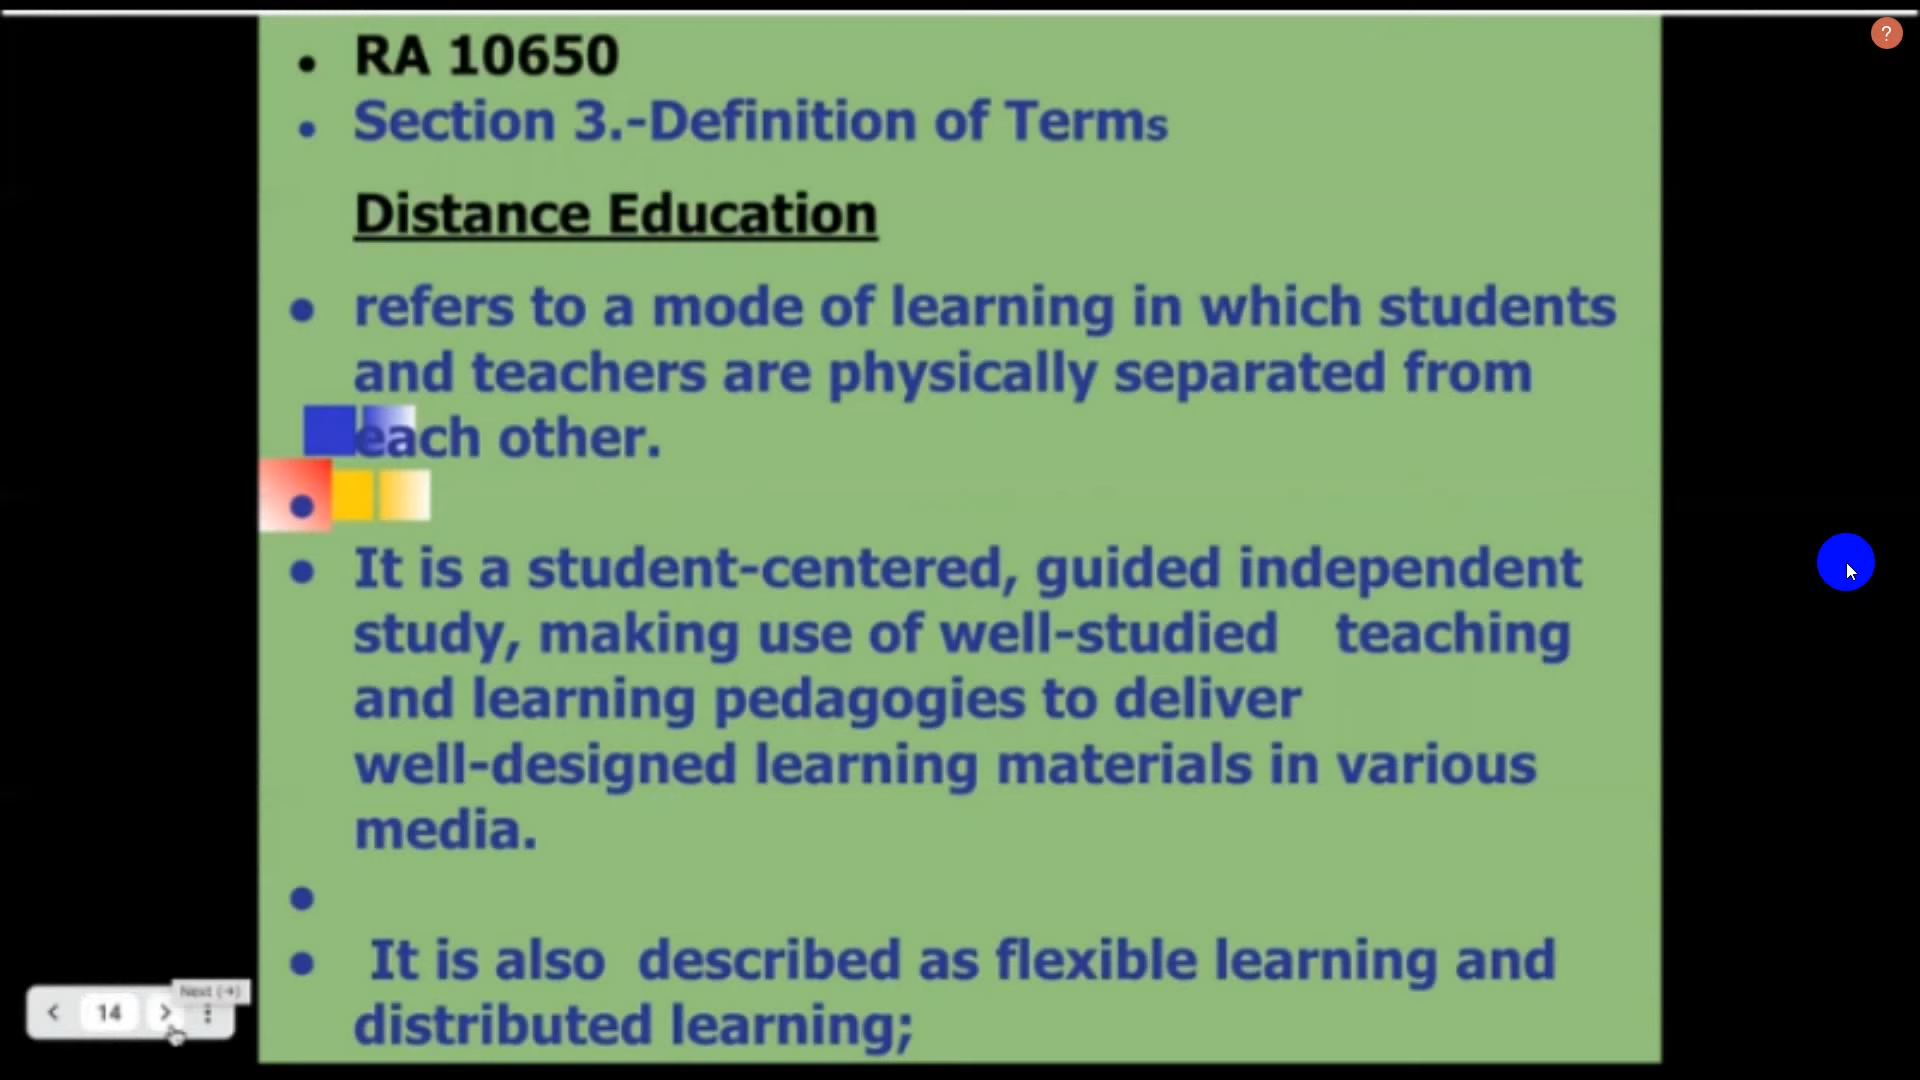 RA 10650
Section 3.-Definition of Terms
Distance Education
refers to a mode of learning in which students
and teachers are physically separated from
each other.
It is a student-centered, guided independent
study, making use of well-studied teaching
and learning pedagogies to deliver
well-designed learning materials in various
media.
It is also described as flexible learning and
distributed learning;
Next (→)
14
?